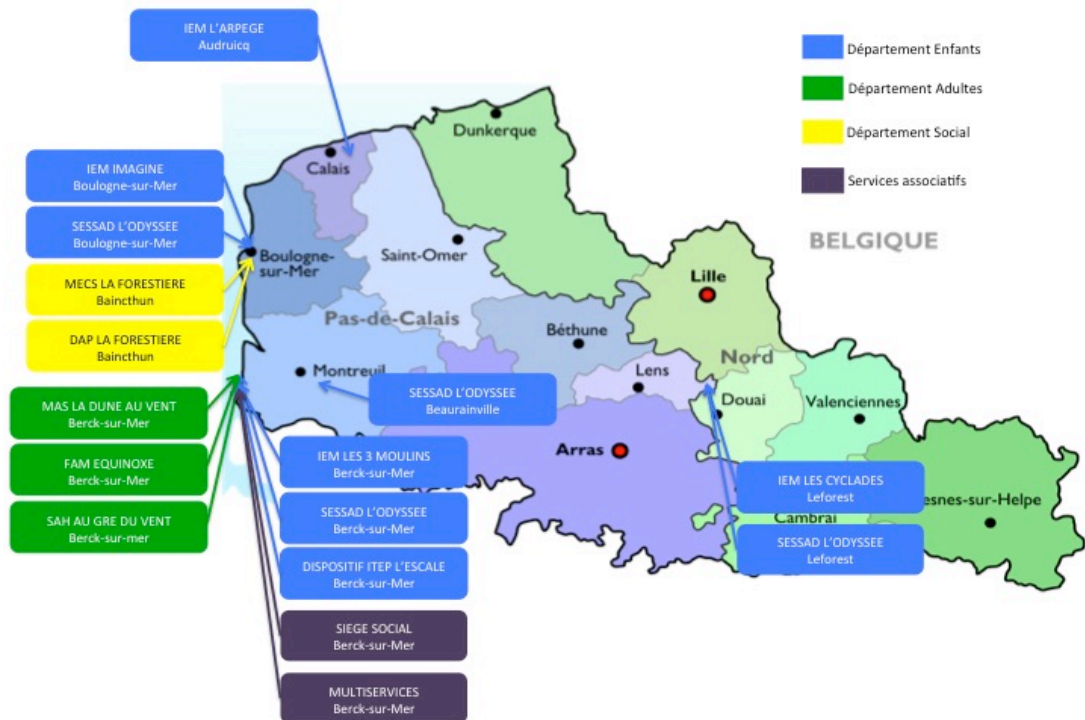 IEM L'ARPEGE
Audruicq
Département Enfants
Département Adultes
Département Social
Services associatifs
Dunkerque
Calais
IEM IMAGINE
Boulogne-sur-Mer
SESSAD L'ODYSSEE
Boulogne-sur-Mer
MECS LA FORESTIERE
Baincthun
DAP LA FORESTIERE
Baincthun
Boulogne-
sur-Mer
Saint-Omer
BELGIQUE
Lille
Pas-de-Calais
Béthune
Nord
Montreuil
SESSAD L'ODYSSEE
Beaurainville
Lens
Douai
Valenciennes
MAS LA DUNE AU VENT
Berck-sur-Mer
FAM EQUINOXE
Berck-sur-Mer
SAH AU GRE DU VENT
Berck-sur-mer
IEM LES 3 MOULINS
Berck-sur-Mer
SESSAD L'ODYSSEE
Berck-sur-Mer
DISPOSITIF ITEP L'ESCALE
Berck-sur-Mer
SIEGE SOCIAL
Berck-sur-Mer
MULTISERVICES
Berck-sur-Mer
Arras
IEM LES CYCLADES
Leforest
Cambrai
SESSAD L'ODYSSEE
Leforest
esnes-sur-Helpe